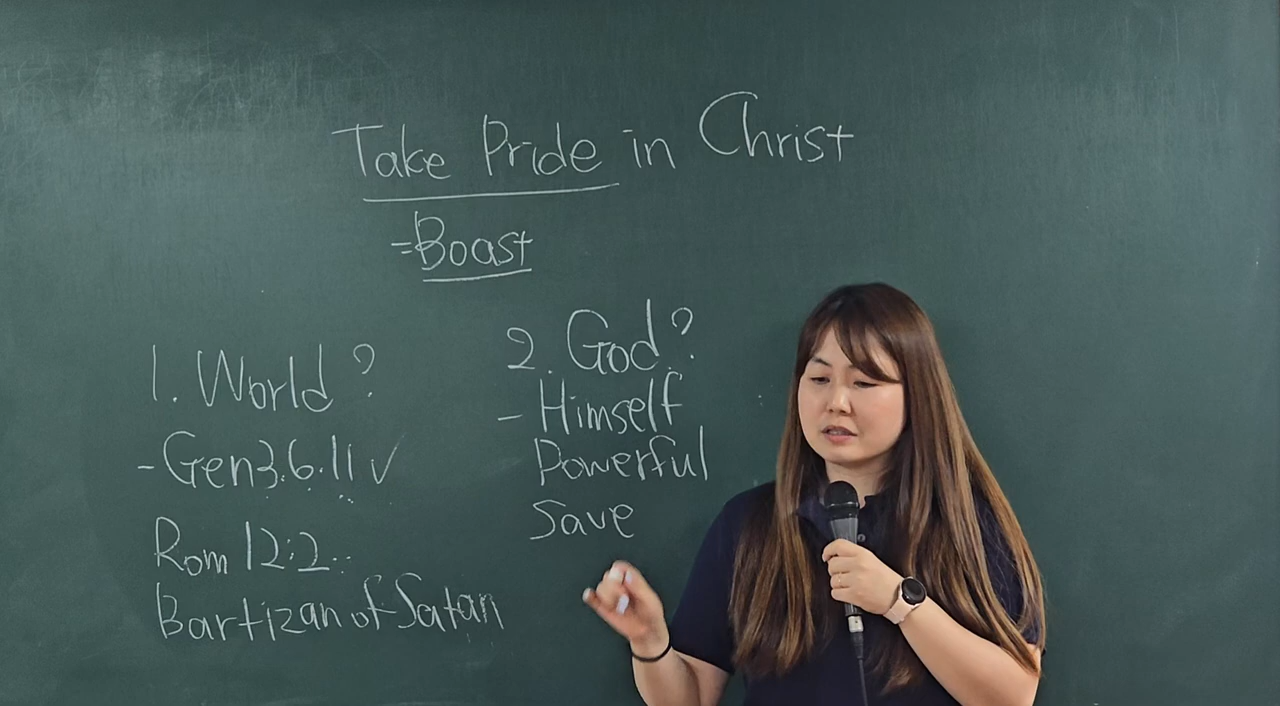 Take Pride in Christ
=Boast
1. World?
-Gen3.6.11✓
Rom 12:2
Bartizan of Satan
2. God?
- Himself
Powerful
Save